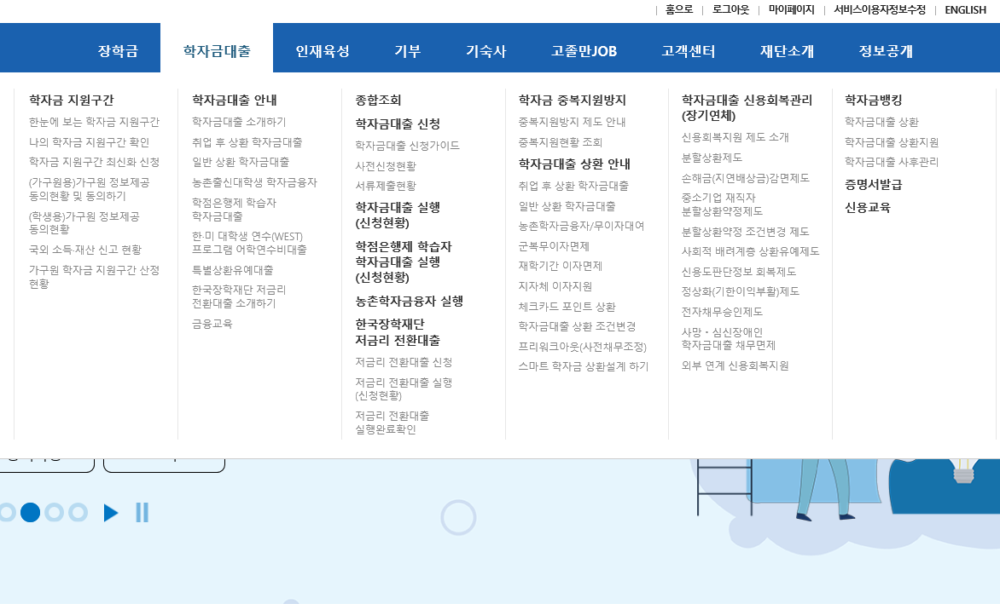 홈으로
로그아웃
마이페이지
서비스이용자정보수정
ENGLISH
장학금
학자금대출
인재육성
기부
기숙사
고졸만JOB
고객센터
재단소개
정보공개
학자금 지원구간
한눈에 보는 학자금 지원구간
나의 학자금 지원구간 확인
학자금 지원구간 최신화 신청
(가구원용)가구원 정보제공
동의현황 및 동의하기
(학생용)가구원 정보제공
동의현황
국외 소득·재산 신고 현황
가구원 학자금 지원구간 산정
현황
학자금대출 안내
학자금대출 소개하기
취업 후 상환 학자금대출
일반 상환 학자금대출
농촌출신대학생 학자금융자
학점은행제 학습자
학자금대출
한·미 대학생 연수(WEST)
프로그램 어학연수비대출
특별상환유예대출
한국장학재단 저금리
전환대출 소개하기
금융교육
종합조회
학자금대출 신청
학자금대출 신청가이드
사전신청현황
서류제출현황
학자금대출 실행
(신청현황)
학점은행제 학습자
학자금대출 실행
(신청현황)
농촌학자금융자 실행
한국장학재단
저금리 전환대출
저금리 전환대출 신청
저금리 전환대출 실행
(신청현황)
저금리 전환대출
실행완료확인
학자금 중복지원방지
중복지원방지 제도 안내
중복지원현황 조회
학자금대출 상환 안내
취업 후 상환 학자금대출
일반 상환 학자금대출
농촌학자금융자/무이자대여
군복무이자면제
재학기간 이자면제
지자체 이자지원
체크카드 포인트 상환
학자금대출 상환 조건변경
프리워크아웃(사전채무조정)
스마트 학자금 상환설계 하기
학자금대출 신용회복관리
(장기연체)
신용회복지원 제도 소개
분할상환제도
손해금(지연배상금)감면제도
중소기업 재직자
분할상환약정제도
분할상환약정 조건변경 제도
사회적 배려계층 상환유예제도
신용도판단정보 회복제도
정상화(기한이익부활)제도
전자채무승인제도
사망・심신장애인
학자금대출 채무면제
외부 연계 신용회복지원
학자금뱅킹
학자금대출 상환
학자금대출 상환지원
학자금대출 사후관리
증명서발급
신용교육